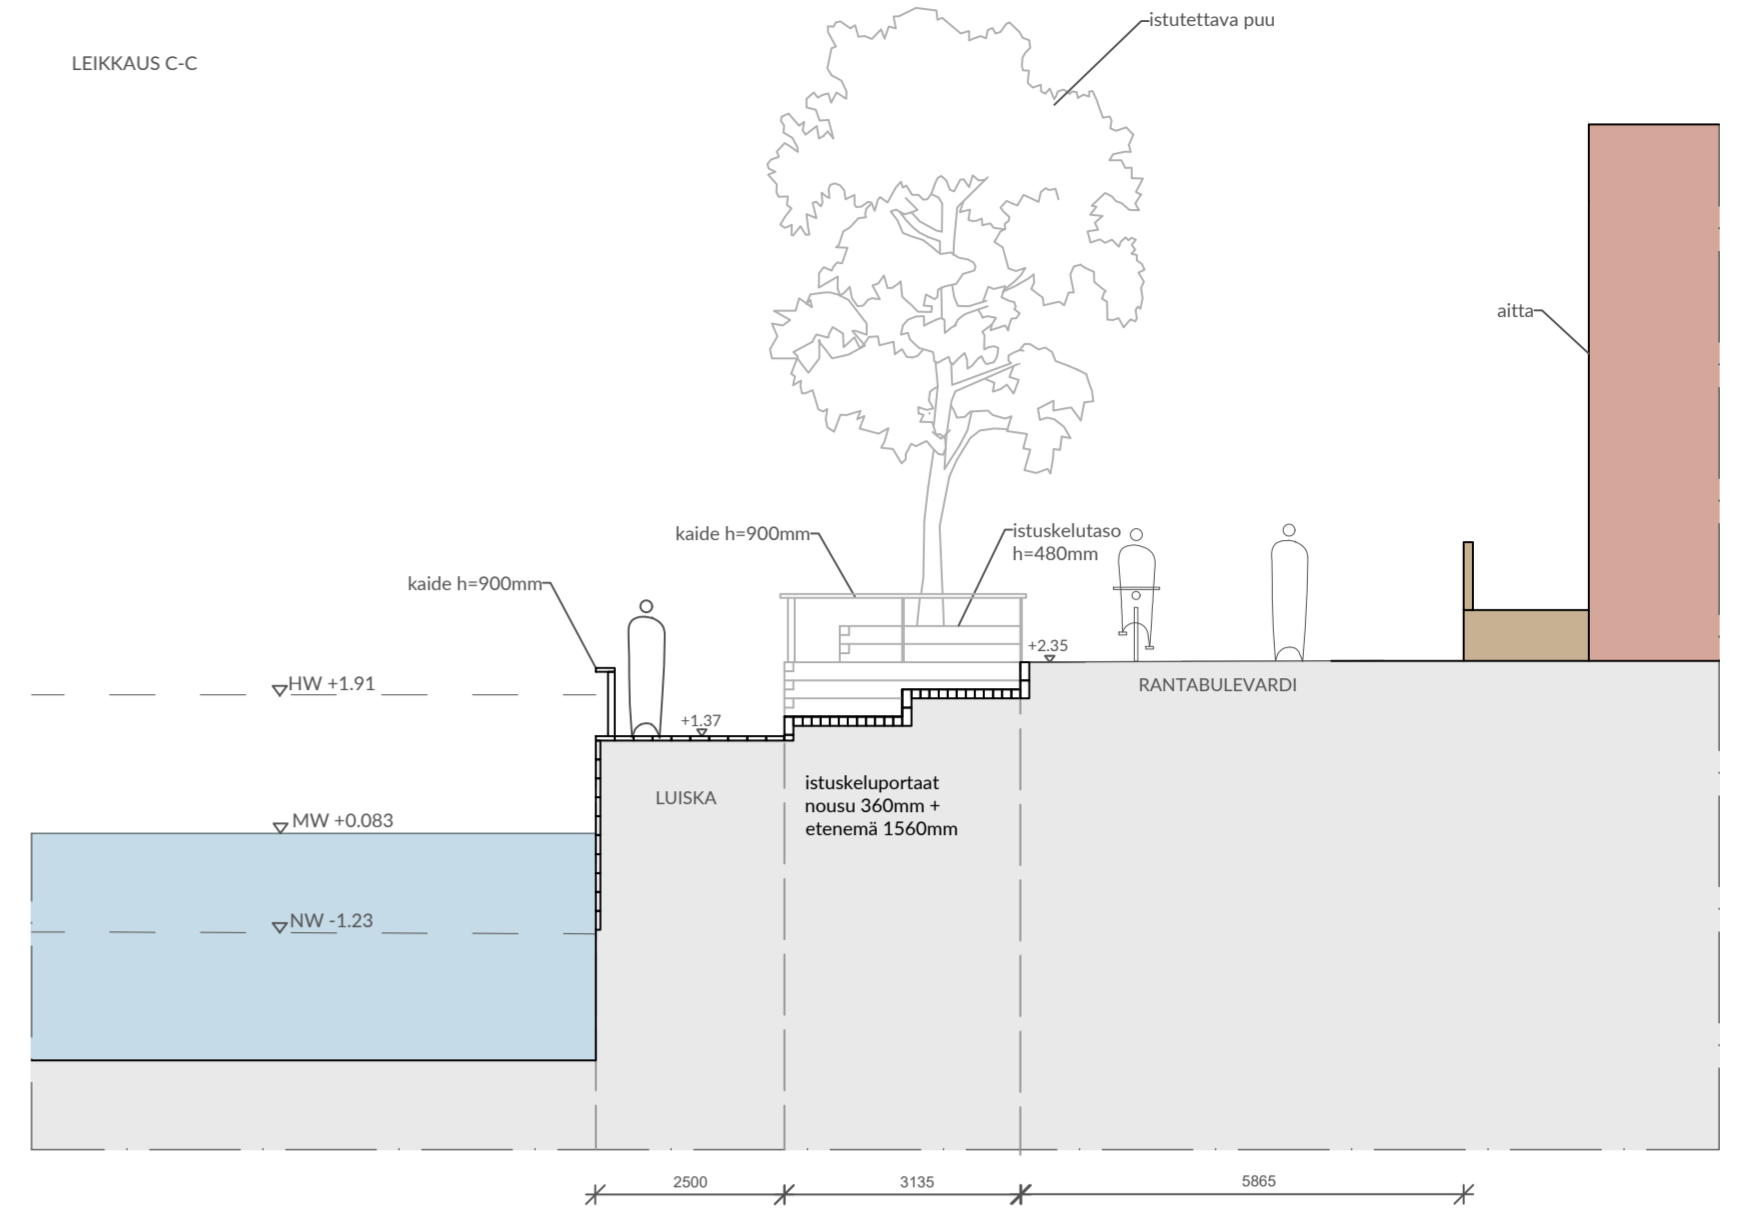 LEIKKAUS C-C
istutettava puu
aitta
kaide h=900mm
istuskelutaso
h=480mm
kaide h=900mm
+2.35
HW +1.91
RANTABULEVARDI
+1.37
istuskeluportaat
nousu 360mm +
etenemä 1560mm
LUISKA
MW +0.083
NW -1.23
2500
3135
5865